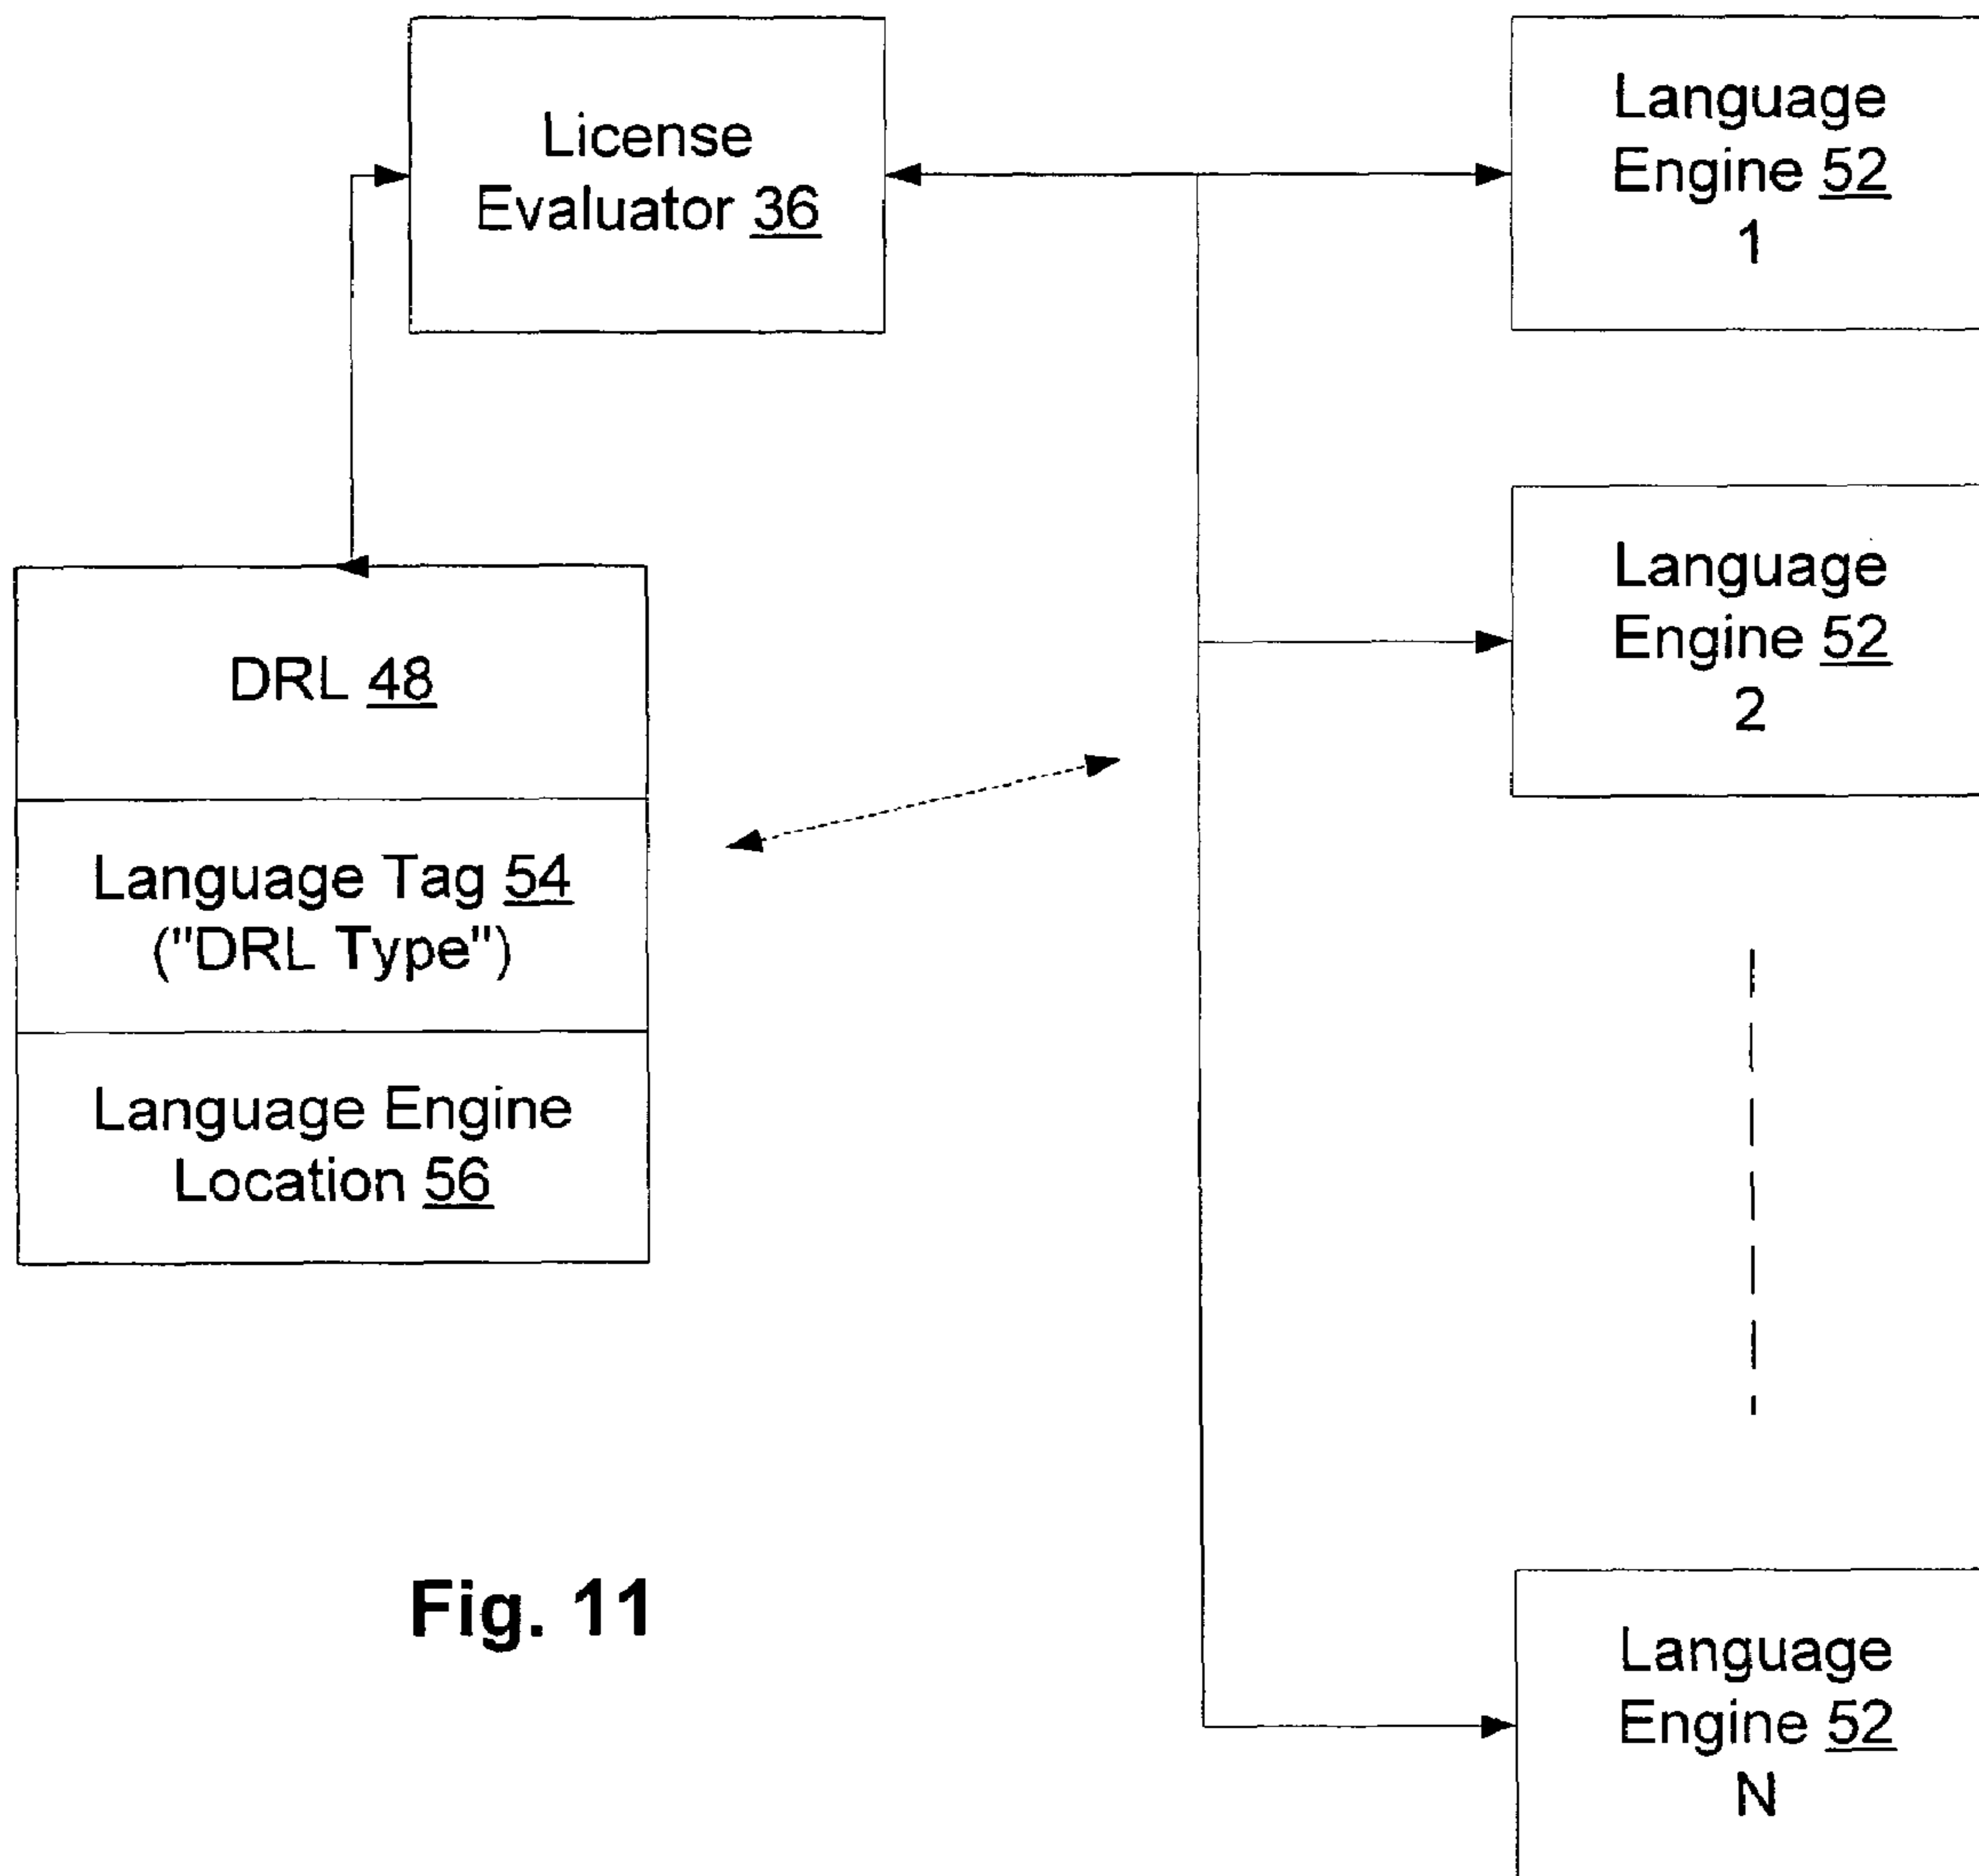 License
Evaluator 36
Language
Engine 52
1
Language
Engine 52
2
DRL 48
Language Tag 54
("DRL Type")
Language Engine
Location 56
Fig. 11
Language
Engine 52
N